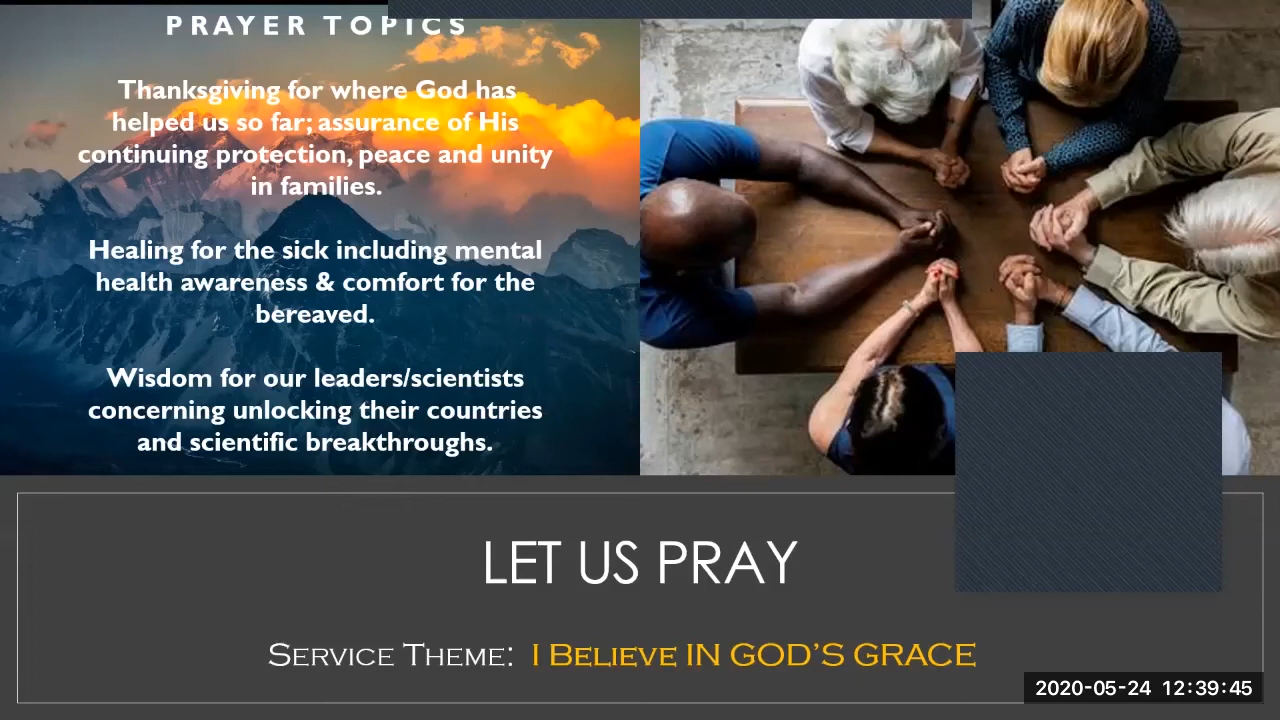 PRAYER TOPICS
Thanksgiving for where God has
helped us so far; assurance of His
continuing protection, peace and unity
in families.
Healing for the sick including mental
health awareness & comfort for the
bereaved.
Wisdom for our leaders/scientists
concerning unlocking their countries
and scientific breakthroughs.
LET US PRAY
Service Theme: I Believe IN GOD'S GRACE
2020-05-24 12:39:45